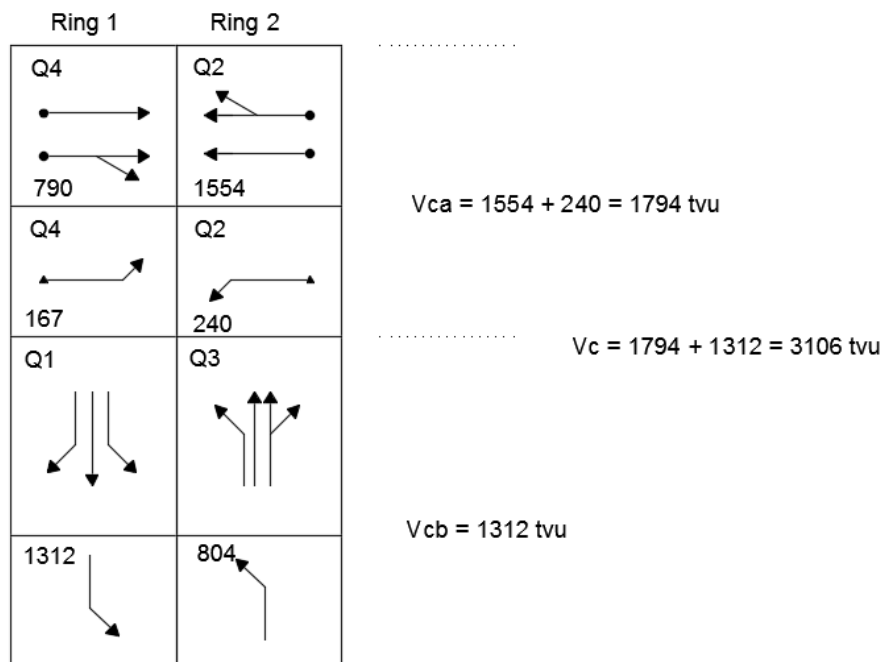 Ring 1 Ring 2
Q4 Q2
790 1554
Vca = 1554 + 240 = 1794 tvu
Q4 Q2
167 240
Vc = 1794 + 1312 = 3106 tvu
Q1 Q3
Vcb = 1312 tvu
1312 804